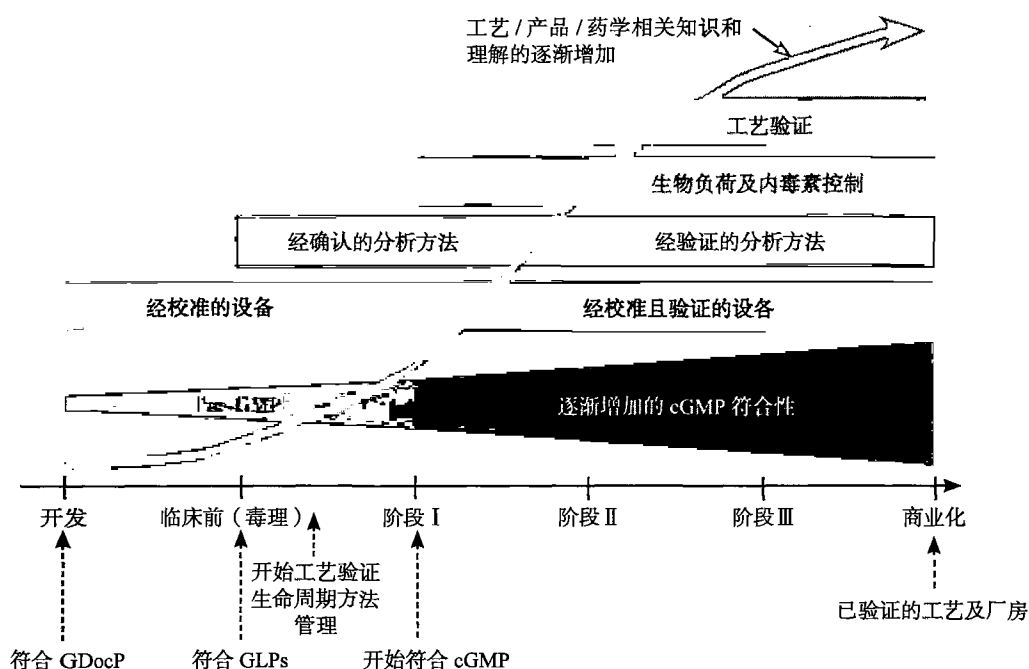 工艺 / 产品 / 药学相关知识和
理解的逐渐增加
工艺验证
生物负荷及内毒素控制
经确认的分析方法
经验证的分析方法
经校准的设备
经校准且验证的设备
逐渐增加的 cGMP 符合性
开发
临床前（毒理）
阶段 Ⅰ
阶段 Ⅱ
阶段 Ⅲ
商业化
开始工艺验证
生命周期方法
管理
已验证的工艺及厂房
符合 GDocP
符合 GLPs
开始符合 cGMP